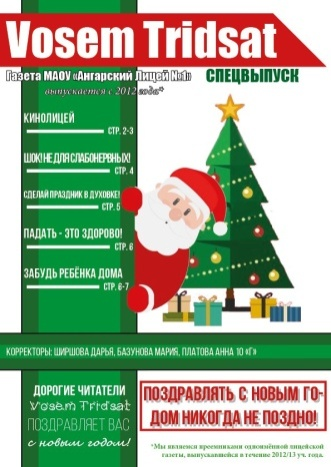 Vosem Tridsat
Газета МАОУ «Ангарский Лицей №1»
СПЕЦВЫПУСК
выпускается с 2012 года*
КИНОЛИЦЕЙ
СТР. 2-3
ШОК! НЕ ДЛЯ СЛАБОНЕРВНЫХ!
СТР. 4
СДЕЛАЙ ПРАЗДНИК В ДУХОВКЕ!
СТР. 5
ПАДАТЬ - ЭТО ЗДОРОВО!
СТР. 6
ЗАБУДЬ РЕБЁНКА ДОМА
СТР. 6-7
КОРРЕКТОРЫ: ШИРШОВА ДАРЬЯ, БАЗУНОВА МАРИЯ, ПЛАТОВА АННА 10 «Г»
ДОРОГИЕ ЧИТАТЕЛИ
Vosem Tridsat
ПОЗДРАВЛЯЕТ ВАС
с новым годом!
ПОЗДРАВЛЯТЬ С НОВЫМ ГО-
ДОМ НИКОГДА НЕ ПОЗДНО!
*Мы являемся преемниками одноимённой лицейской
газеты, выпускавшейся в течение 2012/13 уч. года.